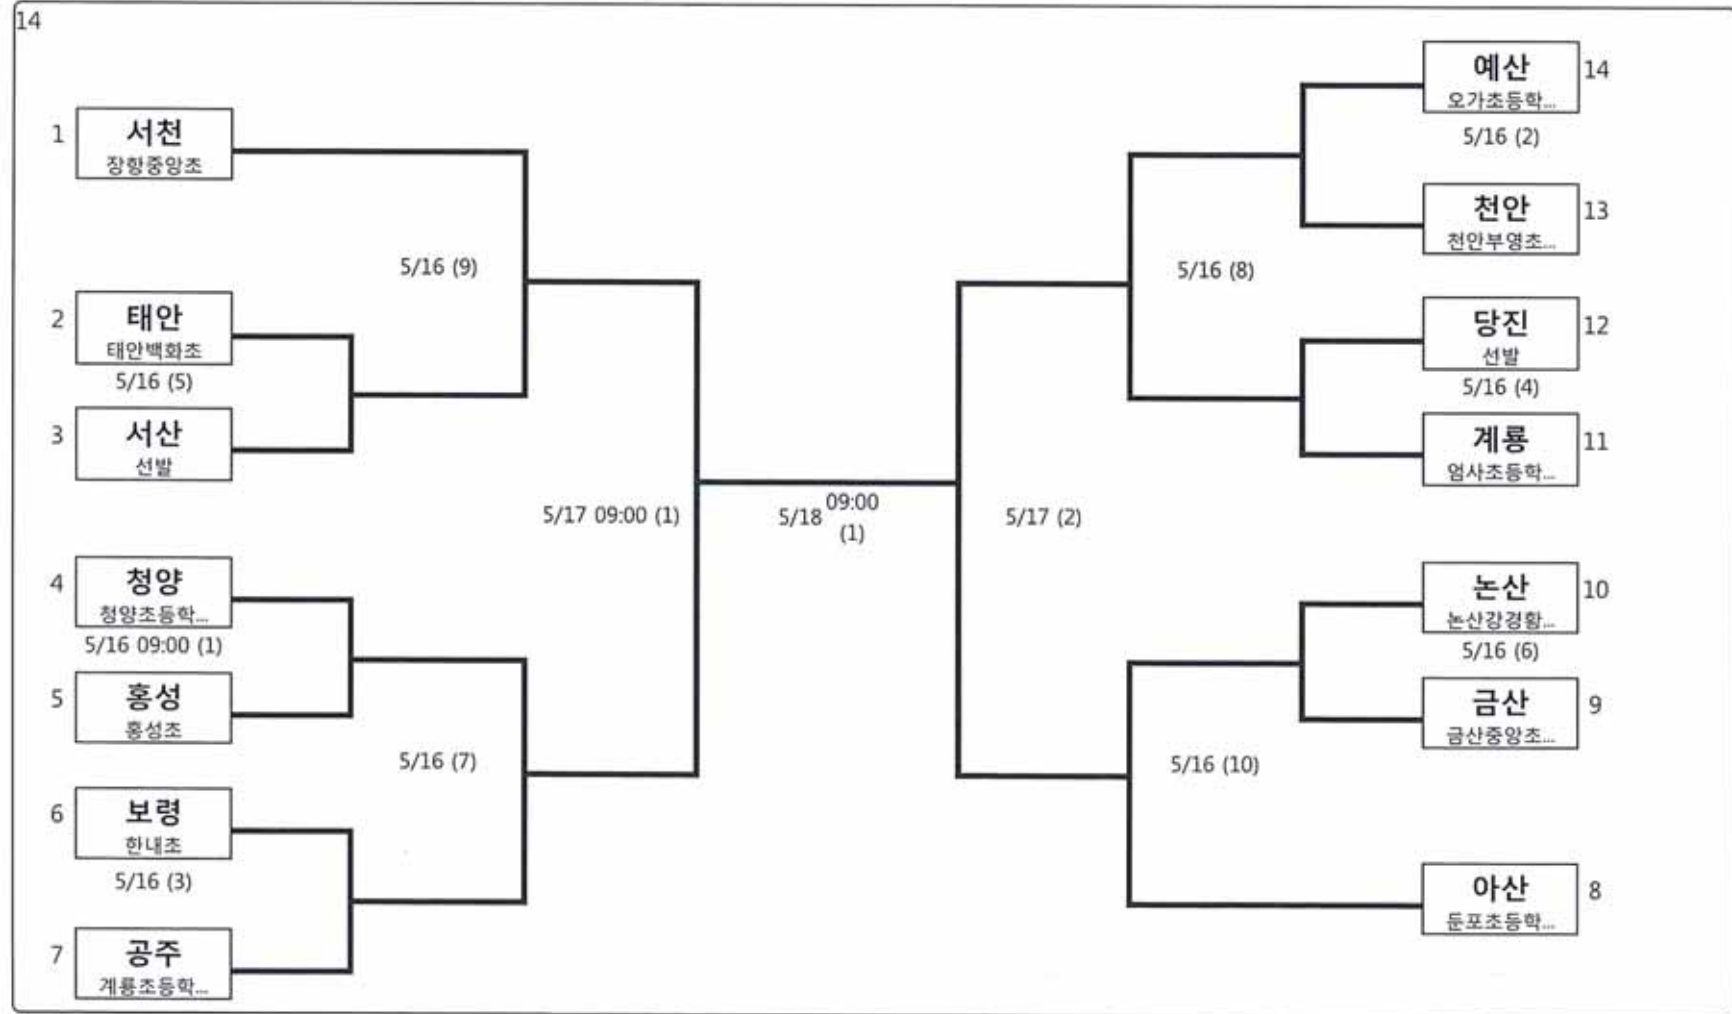 14
1
서천
장항중앙초
5/16 (9)
2
태안
태안백화초
5/16 (5)
3
서산
선발
5/17 09:00 (1)
4
청양
청양초등학...
5/16 09:00 (1)
5
홍성
홍성초
5/16 (7)
6
보령
한내초
5/16 (3)
7
공주
계룡초등학...
5/18
09:00
(1)
예산
14
오가초등학...
5/16 (2)
천안
13
천안부영초...
5/16 (8)
당진
12
선발
5/16 (4)
계룡
11
엄사초등학...
5/17 (2)
논산
10
논산강경황...
5/16 (6)
금산
9
금산중앙초...
5/16 (10)
아산
8
둔포초등학...